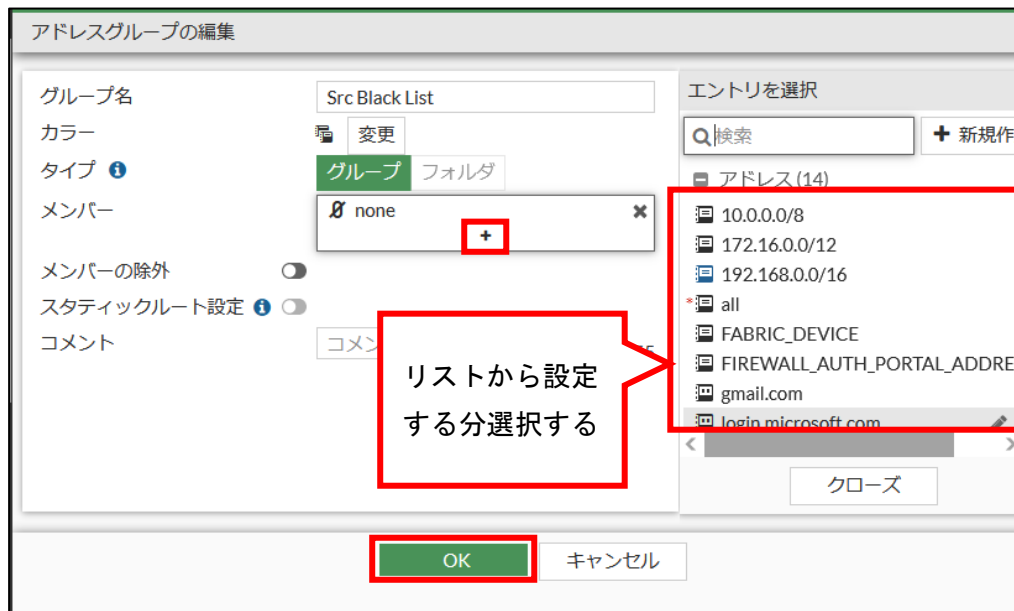 アドレスグループの編集
グループ名
Src Black List
カラー
変更
タイプ
グループ フォルダ
メンバー
none
+
メンバーの除外
スタティックルート設定
コメント
リストから設定
する分選択する
エントリを選択
検索
+ 新規作
アドレス (14)
10.0.0.0/8
172.16.0.0/12
192.168.0.0/16
* all
FABRIC_DEVICE
FIREWALL_AUTH_PORTAL_ADDRE
gmail.com
login.microsoft.com
クローズ
OK
キャンセル